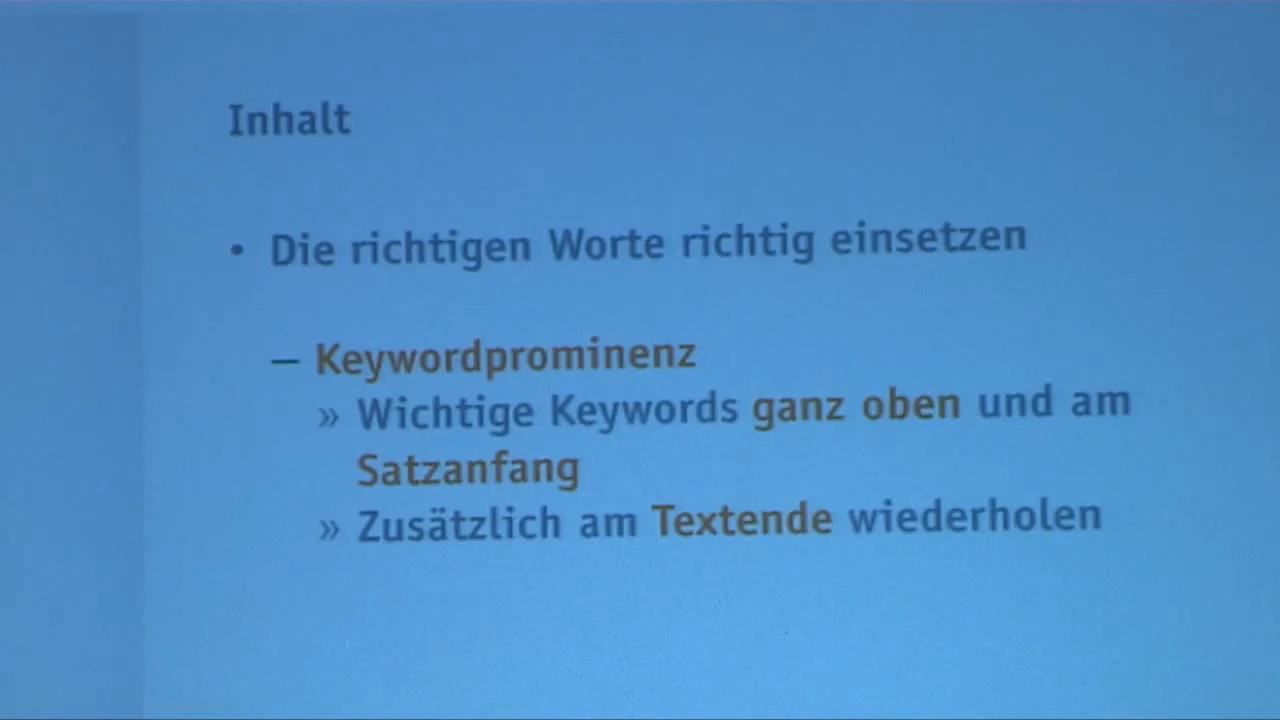 Inhalt
• Die richtigen Worte richtig einsetzen
– Keywordprominenz
» Wichtige Keywords ganz oben und am
Satzanfang
» Zusätzlich am Textende wiederholen